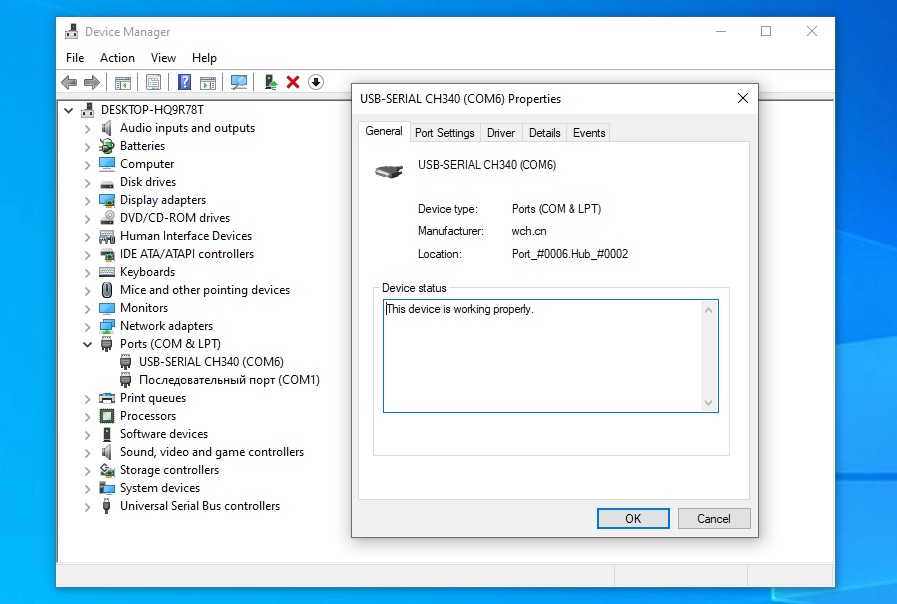 Device Manager
File Action View Help
DESKTOP-HQ9R78T
Audio inputs and outputs
Batteries
Computer
Disk drives
Display adapters
DVD/CD-ROM drives
Human Interface Devices
IDE ATA/ATAPI controllers
Keyboards
Mice and other pointing devices
Monitors
Network adapters
Ports (COM & LPT)
USB-SERIAL CH340 (COM6)
Последовательный порт (COM1)
Print queues
Processors
Software devices
Sound, video and game controllers
Storage controllers
System devices
Universal Serial Bus controllers
USB-SERIAL CH340 (COM6) Properties
General Port Settings Driver Details Events
USB-SERIAL CH340 (COM6)
Device type: Ports (COM & LPT)
Manufacturer: wch.cn
Location: Port_#0006.Hub_#0002
Device status
This device is working properly.
OK Cancel